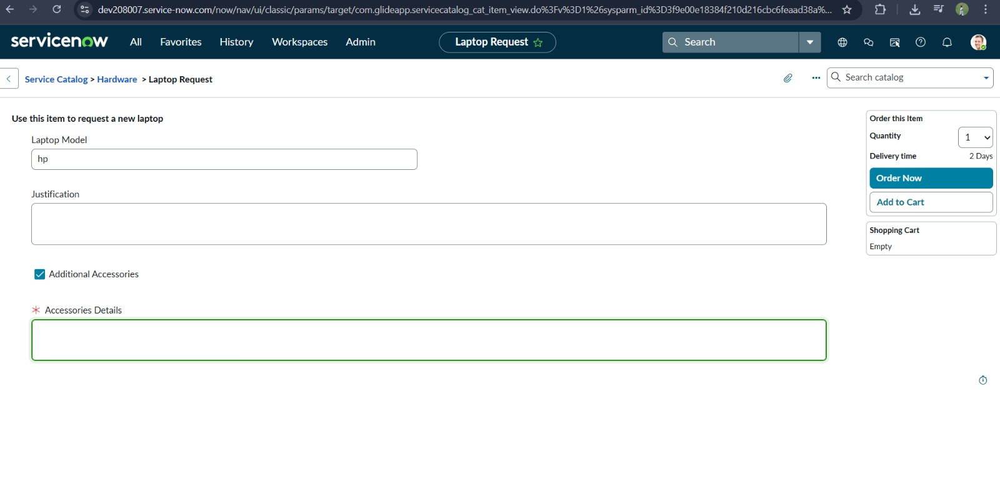 dev208007.service-now.com/now/nav/ui/classic/params/target/com.glideapp.servicecatalog_cat_item_view.do%3Fv%3D1%26sysparm_id%3D3f9e00e18384f210d216cbc6feaad38a%...
servicenow All Favorites History Workspaces Admin Laptop Request Search
Service Catalog > Hardware > Laptop Request Search catalog
Use this item to request a new laptop
Laptop Model
hp
Justification
Additional Accessories
* Accessories Details
Order this Item
Quantity 1
Delivery time 2 Days
Order Now
Add to Cart
Shopping Cart
Empty